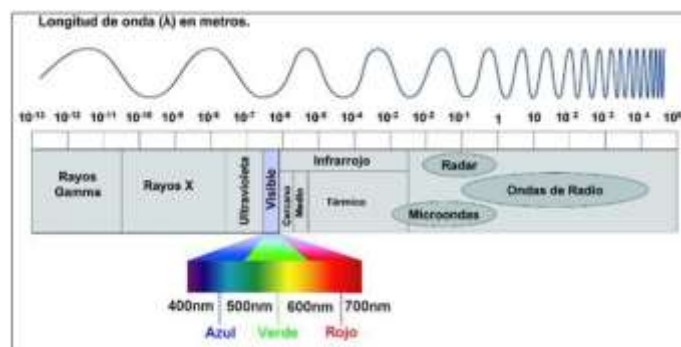 Longitud de onda (λ) en metros.
10⁻¹³ 10⁻¹² 10⁻¹¹ 10⁻¹⁰ 10⁻⁹ 10⁻⁸ 10⁻⁷ 10⁻⁶ 10⁻⁵ 10⁻⁴ 10⁻³ 10⁻² 10⁻¹ 1 10 10² 10³ 10⁴
Rayos Gamma
Rayos X
Ultravioleta
Visible
Infrarrojo
Cercano
Medio
Térmico
Radar
Ondas de Radio
Microondas
400nm 500nm 600nm 700nm
Azul Verde Rojo